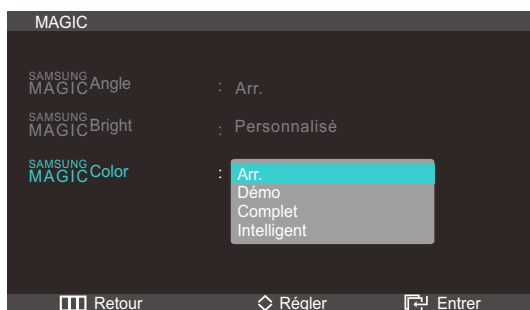 MAGIC
SAMSUNG MAGIC Angle : Arr.
SAMSUNG MAGIC Bright : Personnalisé
SAMSUNG MAGIC Color : Arr.
Démo
Complet
Intelligent
Retour Régler Entrer